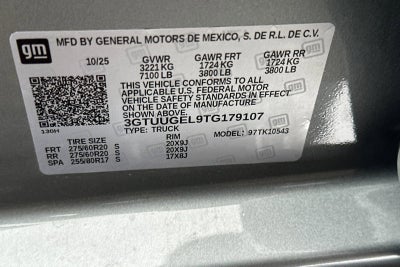 gm
MFD BY GENERAL MOTORS DE MEXICO, S. DE R.L. DE C.V.
10/25 GVWR GAWR FRT GAWR RR
3221 KG 1724 KG 1724 KG
7100 LB 3800 LB 3800 LB
THIS VEHICLE CONFORMS TO ALL
APPLICABLE U.S. FEDERAL MOTOR
VEHICLE SAFETY STANDARDS IN EFFECT
ON THE DATE OF MANUFACTURE
SHOWN ABOVE.
3GTUUGEL9TG179107
130H TYPE: TRUCK MODEL: 97TK10543
TIRE SIZE RIM
FRT 275/60R20 S 20X9J
RR 275/60R20 S 20X9J
SPA 255/80R17 S 17X8J